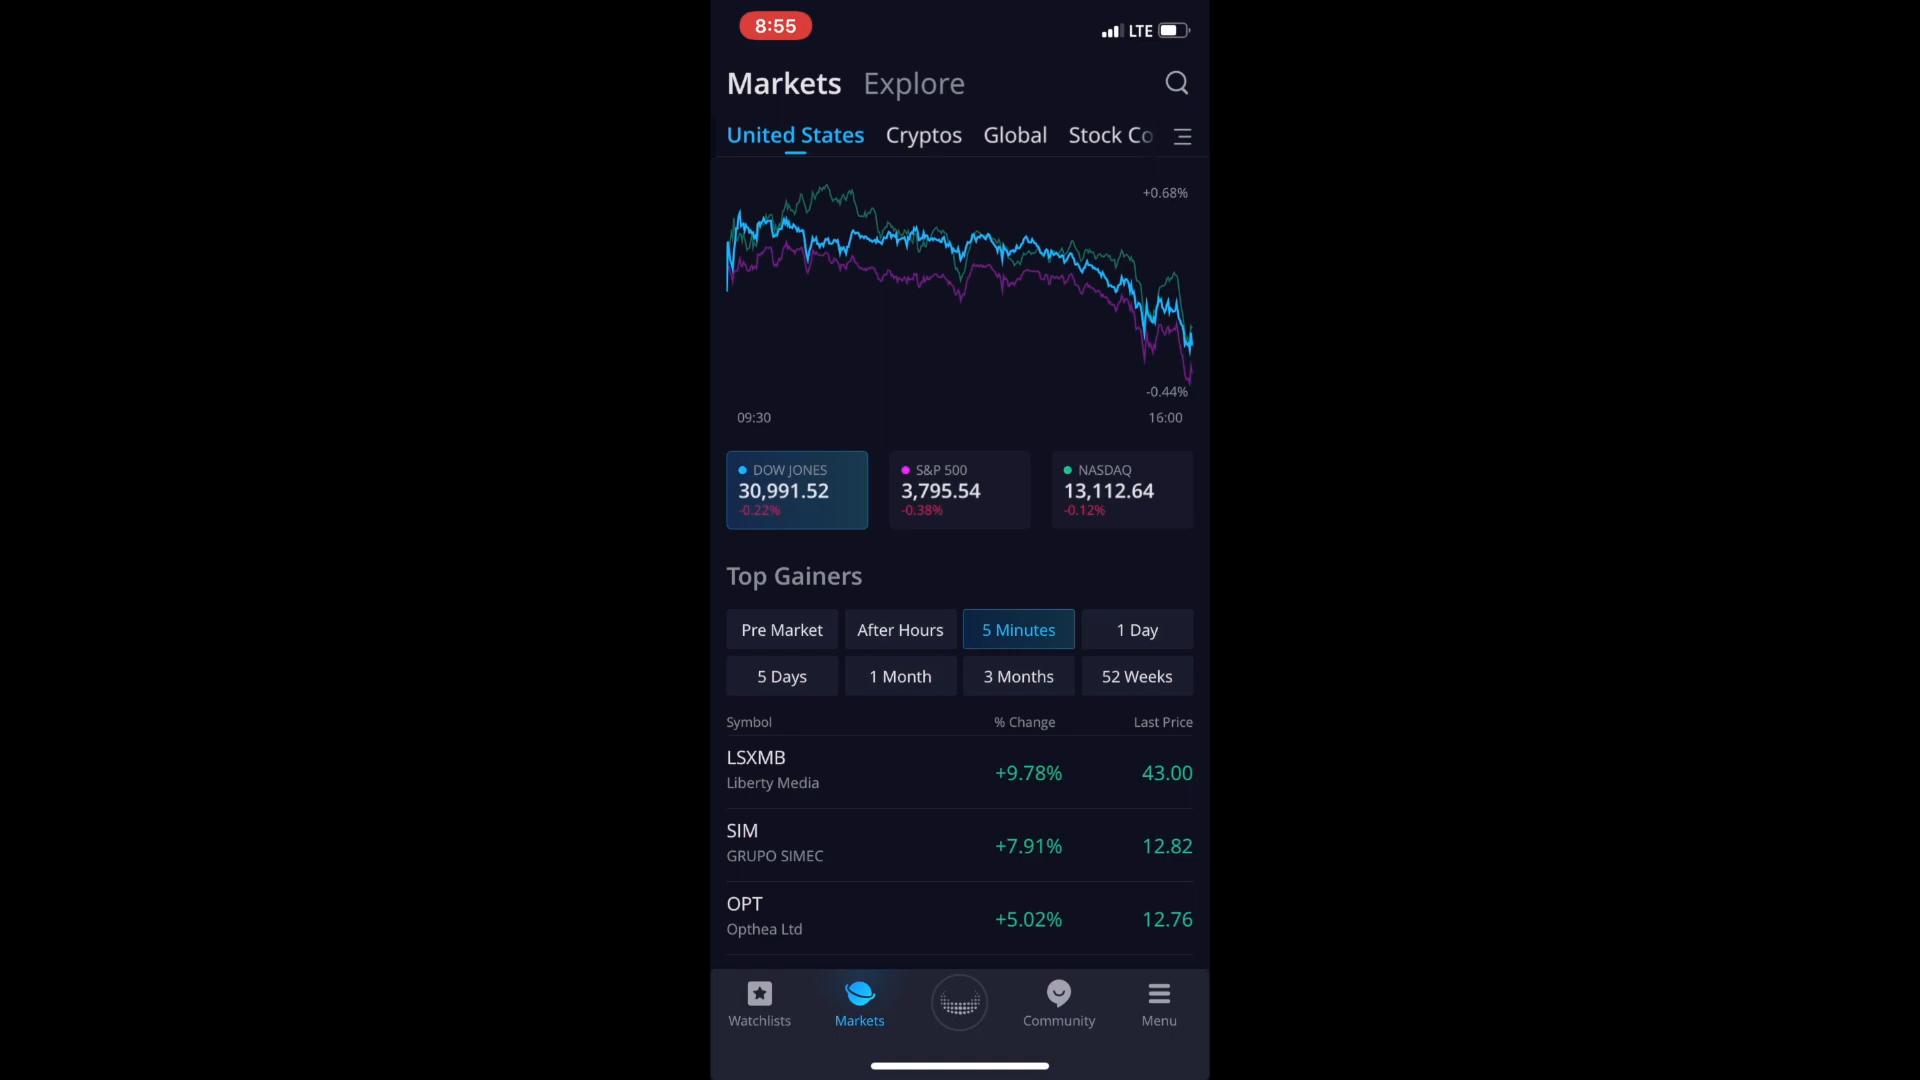 8:55 LTE
Markets Explore
United States Cryptos Global Stock Co
+0.68%
-0.44%
09:30 16:00
DOW JONES S&P 500 NASDAQ
30,991.52 3,795.54 13,112.64
-0.22% -0.38% -0.12%
Top Gainers
Pre Market After Hours 5 Minutes 1 Day
5 Days 1 Month 3 Months 52 Weeks
Symbol % Change Last Price
LSXMB
+9.78% 43.00
Liberty Media
SIM
+7.91% 12.82
GRUPO SIMEC
OPT
+5.02% 12.76
Opthea Ltd
Watchlists Markets Community Menu